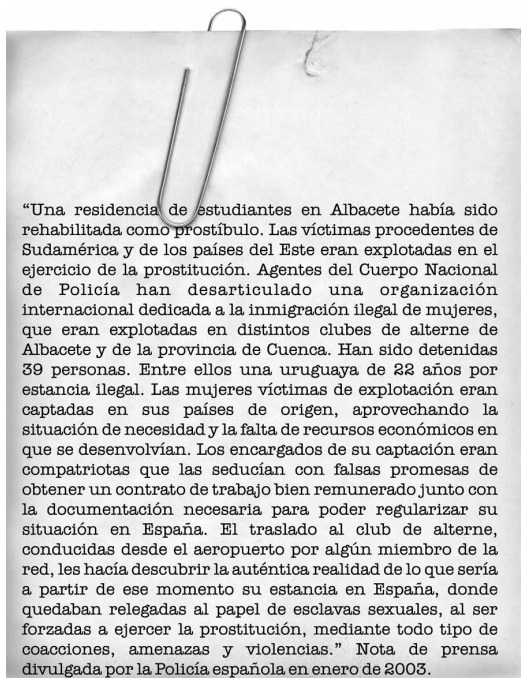 “Una residencia de estudiantes en Albacete había sido
rehabilitada como prostíbulo. Las víctimas procedentes de
Sudamérica y de los países del Este eran explotadas en el
ejercicio de la prostitución. Agentes del Cuerpo Nacional
de Policía han desarticulado una organización
internacional dedicada a la inmigración ilegal de mujeres,
que eran explotadas en distintos clubes de alterne de
Albacete y de la provincia de Cuenca. Han sido detenidas
39 personas. Entre ellos una uruguaya de 22 años por
estancia ilegal. Las mujeres víctimas de explotación eran
captadas en sus países de origen, aprovechando la
situación de necesidad y la falta de recursos económicos en
que se desenvolvían. Los encargados de su captación eran
compatriotas que las seducían con falsas promesas de
obtener un contrato de trabajo bien remunerado junto con
la documentación necesaria para poder regularizar su
situación en España. El traslado al club de alterne,
conducidas desde el aeropuerto por algún miembro de la
red, les hacía descubrir la auténtica realidad de lo que sería
a partir de ese momento su estancia en España, donde
quedaban relegadas al papel de esclavas sexuales, al ser
forzadas a ejercer la prostitución, mediante todo tipo de
coacciones, amenazas y violencias.” Nota de prensa
divulgada por la Policía española en enero de 2003.